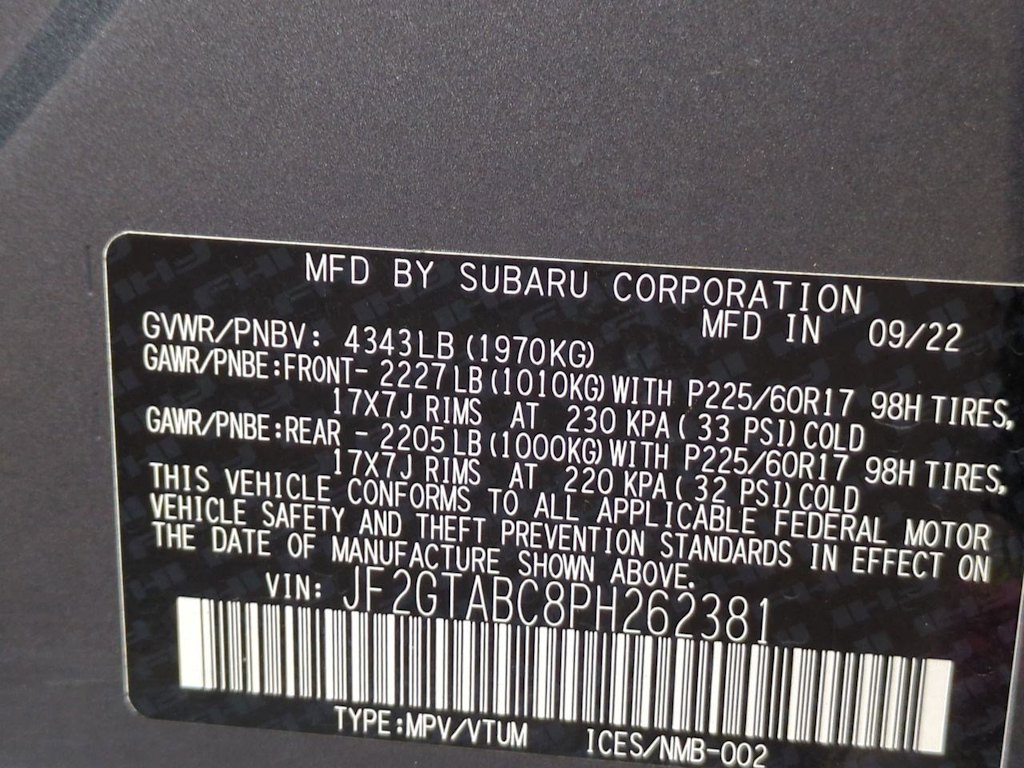 MFD BY SUBARU CORPORATION
MFD IN 09/22
GVWR/PNBV: 4343LB (1970KG)
GAWR/PNBE:FRONT- 2227LB(1010KG)WITH P225/60R17 98H TIRES,
17X7J RIMS AT 230 KPA( 33 PSI)COLD
GAWR/PNBE:REAR - 2205LB(1000KG)WITH P225/60R17 98H TIRES,
17X7J RIMS AT 220 KPA( 32 PSI)COLD
THIS VEHICLE CONFORMS TO ALL APPLICABLE FEDERAL MOTOR
VEHICLE SAFETY AND THEFT PREVENTION STANDARDS IN EFFECT ON
THE DATE OF MANUFACTURE SHOWN ABOVE.
VIN: JF2GTABC8PH262381
TYPE:MPV/VTUM ICES/NMB-002